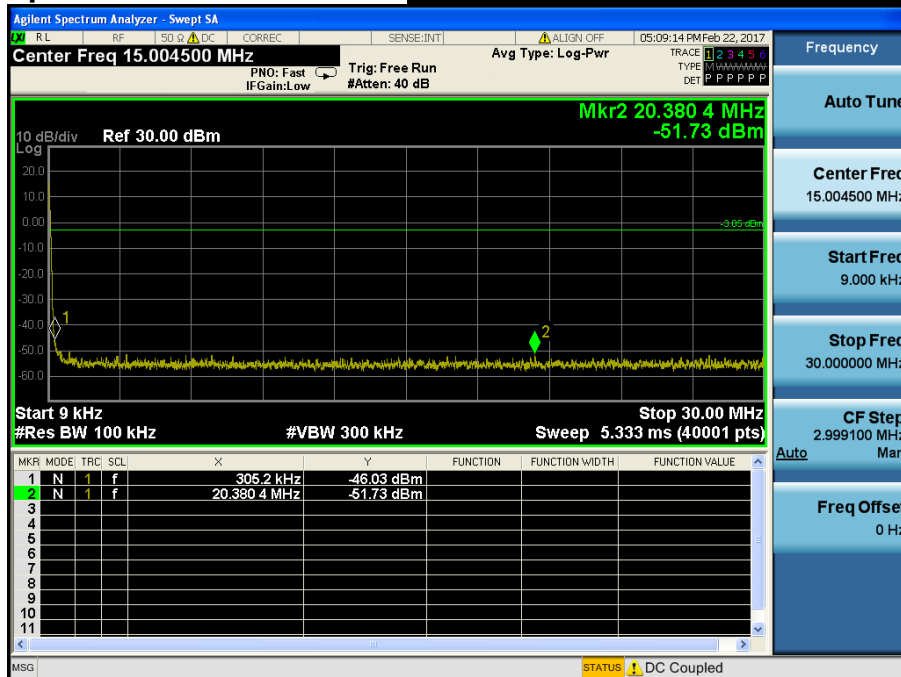 Agilent Spectrum Analyzer - Swept SA
LXI RL RF 50 Ω DC CORREC SENSE:INT ALIGN OFF 05:09:14 PM Feb 22, 2017
Center Freq 15.004500 MHz
PNO: Fast
IFGain:Low
Trig: Free Run
#Atten: 40 dB
Avg Type: Log-Pwr
TRACE 1 2 3 4 5 6
TYPE M WWWWW
DET P P P P P P
Mkr2 20.380 4 MHz
-51.73 dBm
10 dB/div Ref 30.00 dBm
Log
20.0
10.0
0.00
-3.05 dBm
-10.0
-20.0
-30.0
-40.0
1
2
-50.0
-60.0
Start 9 kHz Stop 30.00 MHz
#Res BW 100 kHz #VBW 300 kHz Sweep 5.333 ms (40001 pts)
MKR MODE TRC SCL X Y FUNCTION FUNCTION WIDTH FUNCTION VALUE
1 N 1 f 305.2 kHz -46.03 dBm
2 N 1 f 20.380 4 MHz -51.73 dBm
3
4
5
6
7
8
9
10
11
MSG STATUS DC Coupled
Frequency
Auto Tune
Center Freq
15.004500 MHz
Start Freq
9.000 kHz
Stop Freq
30.000000 MHz
CF Step
2.999100 MHz
Auto Man
Freq Offset
0 Hz